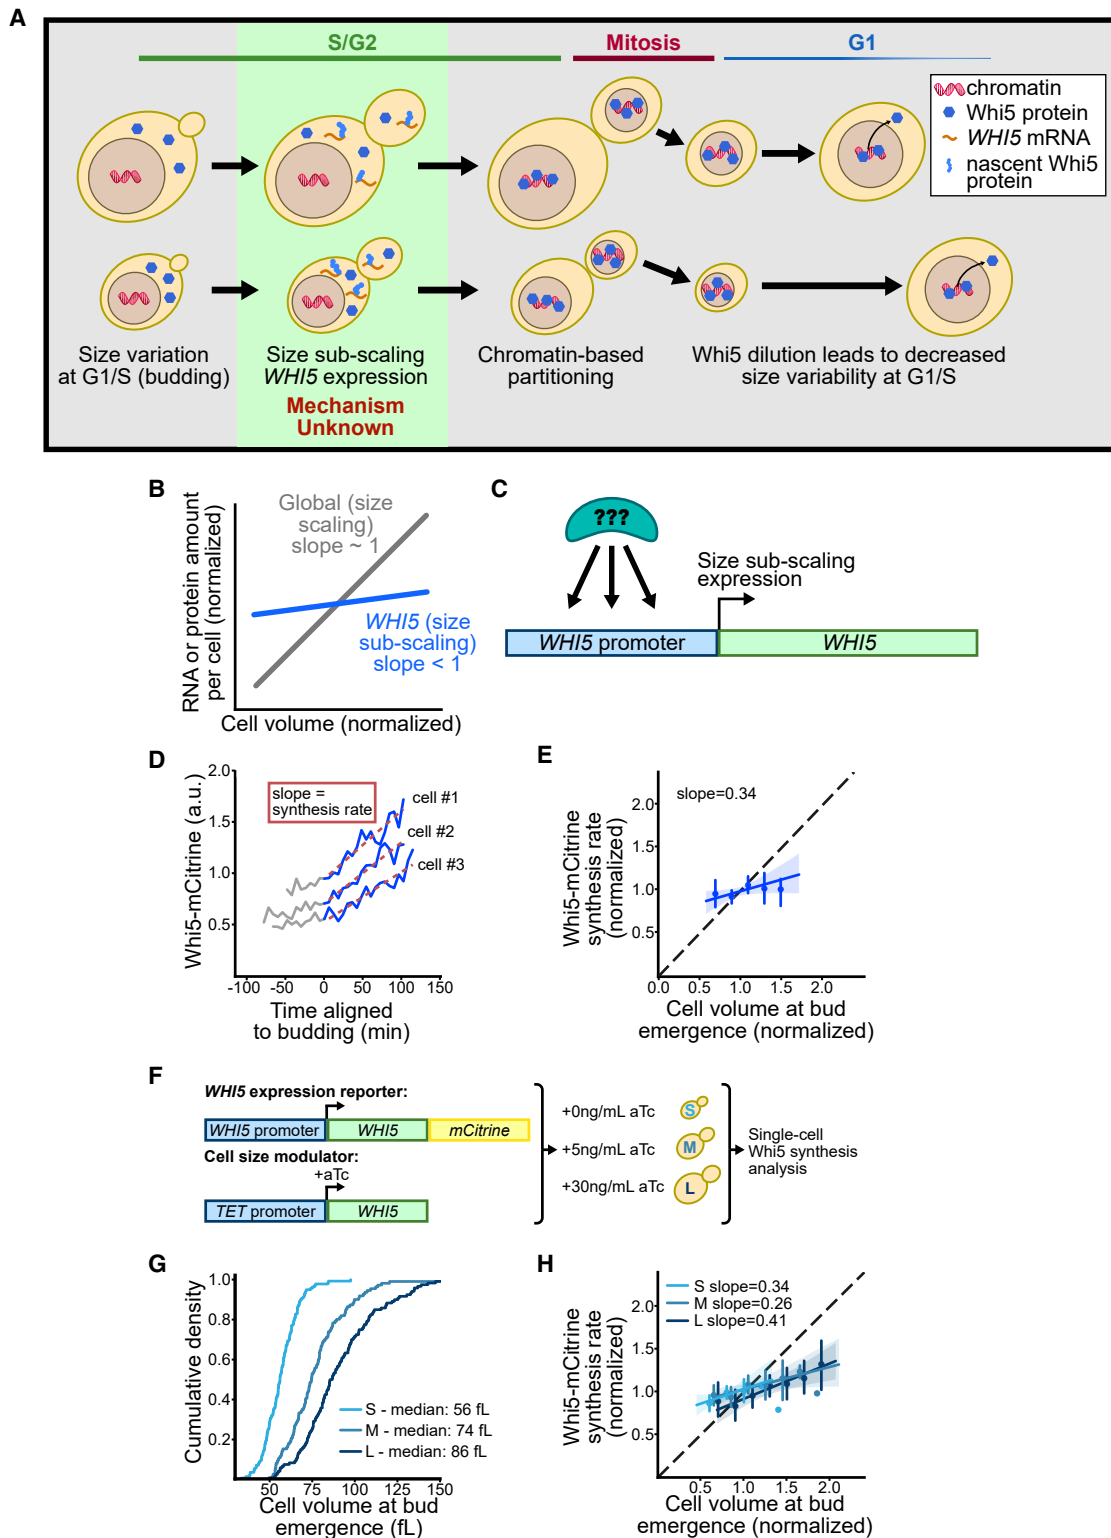 A
S/G2
Mitosis
G1
chromatin
Whi5 protein
WHI5 mRNA
nascent Whi5
protein
Size variation
at G1/S (budding)
Size sub-scaling
WHI5 expression
Mechanism
Unknown
Chromatin-based
partitioning
Whi5 dilution leads to decreased
size variability at G1/S
B
RNA or protein amount
per cell (normalized)
Global (size
scaling)
slope ~ 1
WHI5 (size
sub-scaling)
slope < 1
Cell volume (normalized)
C
???
Size sub-scaling
expression
WHI5 promoter
WHI5
D
Whi5-mCitrine (a.u.)
2.0
1.5
1.0
0.5
slope =
synthesis rate
cell #1
cell #2
cell #3
-100 -50 0 50 100 150
Time aligned
to budding (min)
E
Whi5-mCitrine
synthesis rate
(normalized)
2.0
1.5
1.0
0.5
slope=0.34
0.0 0.5 1.0 1.5 2.0
Cell volume at bud
emergence (normalized)
F
WHI5 expression reporter:
WHI5 promoter WHI5 mCitrine
Cell size modulator:
+aTc
TET promoter WHI5
+0ng/mL aTc
S
+5ng/mL aTc
M
+30ng/mL aTc
L
Single-cell
Whi5 synthesis
analysis
G
Cumulative density
1.0
0.8
0.6
0.4
0.2
S - median: 56 fL
M - median: 74 fL
L - median: 86 fL
50 75 100 125 150
Cell volume at bud
emergence (fL)
H
Whi5-mCitrine
synthesis rate
(normalized)
2.0
1.5
1.0
0.5
S slope=0.34
M slope=0.26
L slope=0.41
0.5 1.0 1.5 2.0
Cell volume at bud
emergence (normalized)